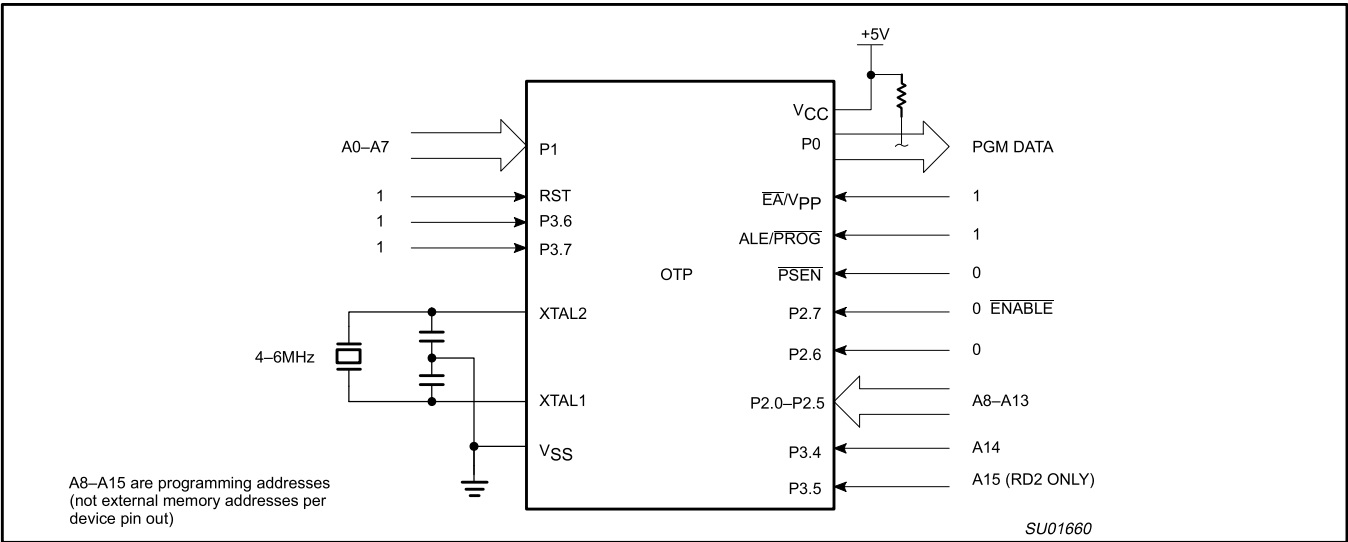 +5V
VCC
A0–A7
P1
P0
PGM DATA
1
RST
EA/VPP
1
1
P3.6
1
P3.7
ALE/PROG
1
OTP
PSEN
0
XTAL2
P2.7
0 ENABLE
4–6MHz
P2.6
0
XTAL1
P2.0–P2.5
A8–A13
VSS
P3.4
A14
A8–A15 are programming addresses
(not external memory addresses per
device pin out)
P3.5
A15 (RD2 ONLY)
SU01660